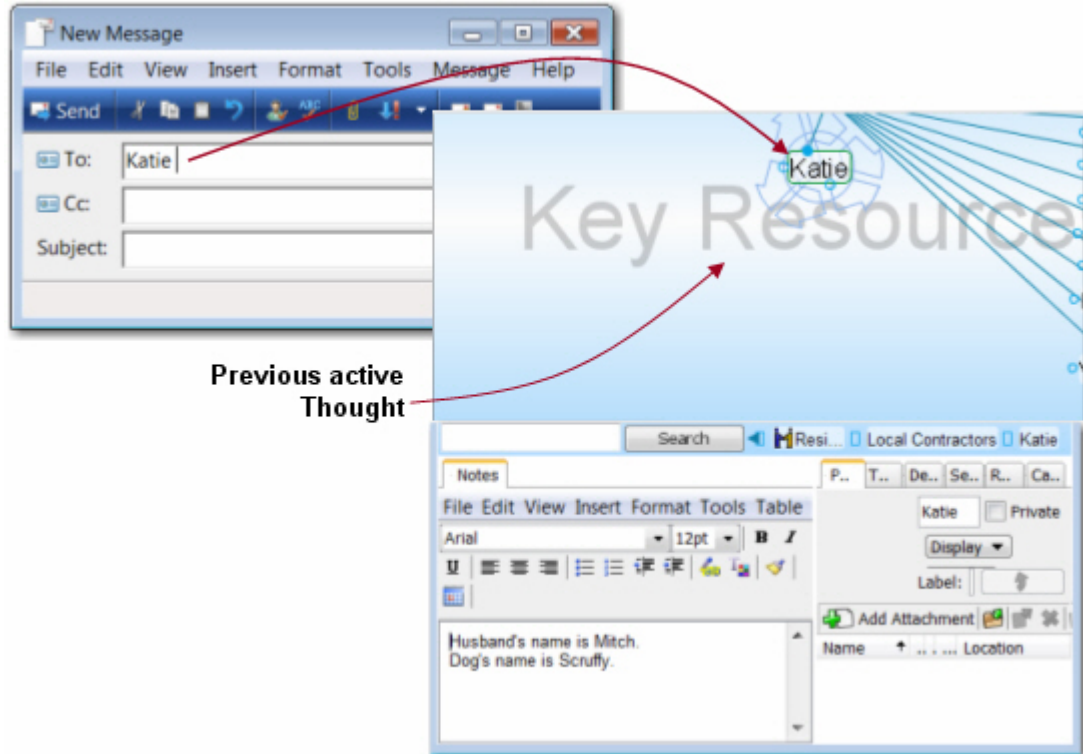 New Message
File Edit View Insert Format Tools Message Help
Send ABC
To: Katie
Cc:
Subject:
Katie
Key Resource
Previous active
Thought
Search Resi... Local Contractors Katie
Notes
P.. T.. De.. Se.. R.. Ca..
File Edit View Insert Format Tools Table
Katie Private
Arial 12pt B I
Display
U
Label:
Add Attachment
Name .. . ... Location
Husband's name is Mitch.
Dog's name is Scruffy.